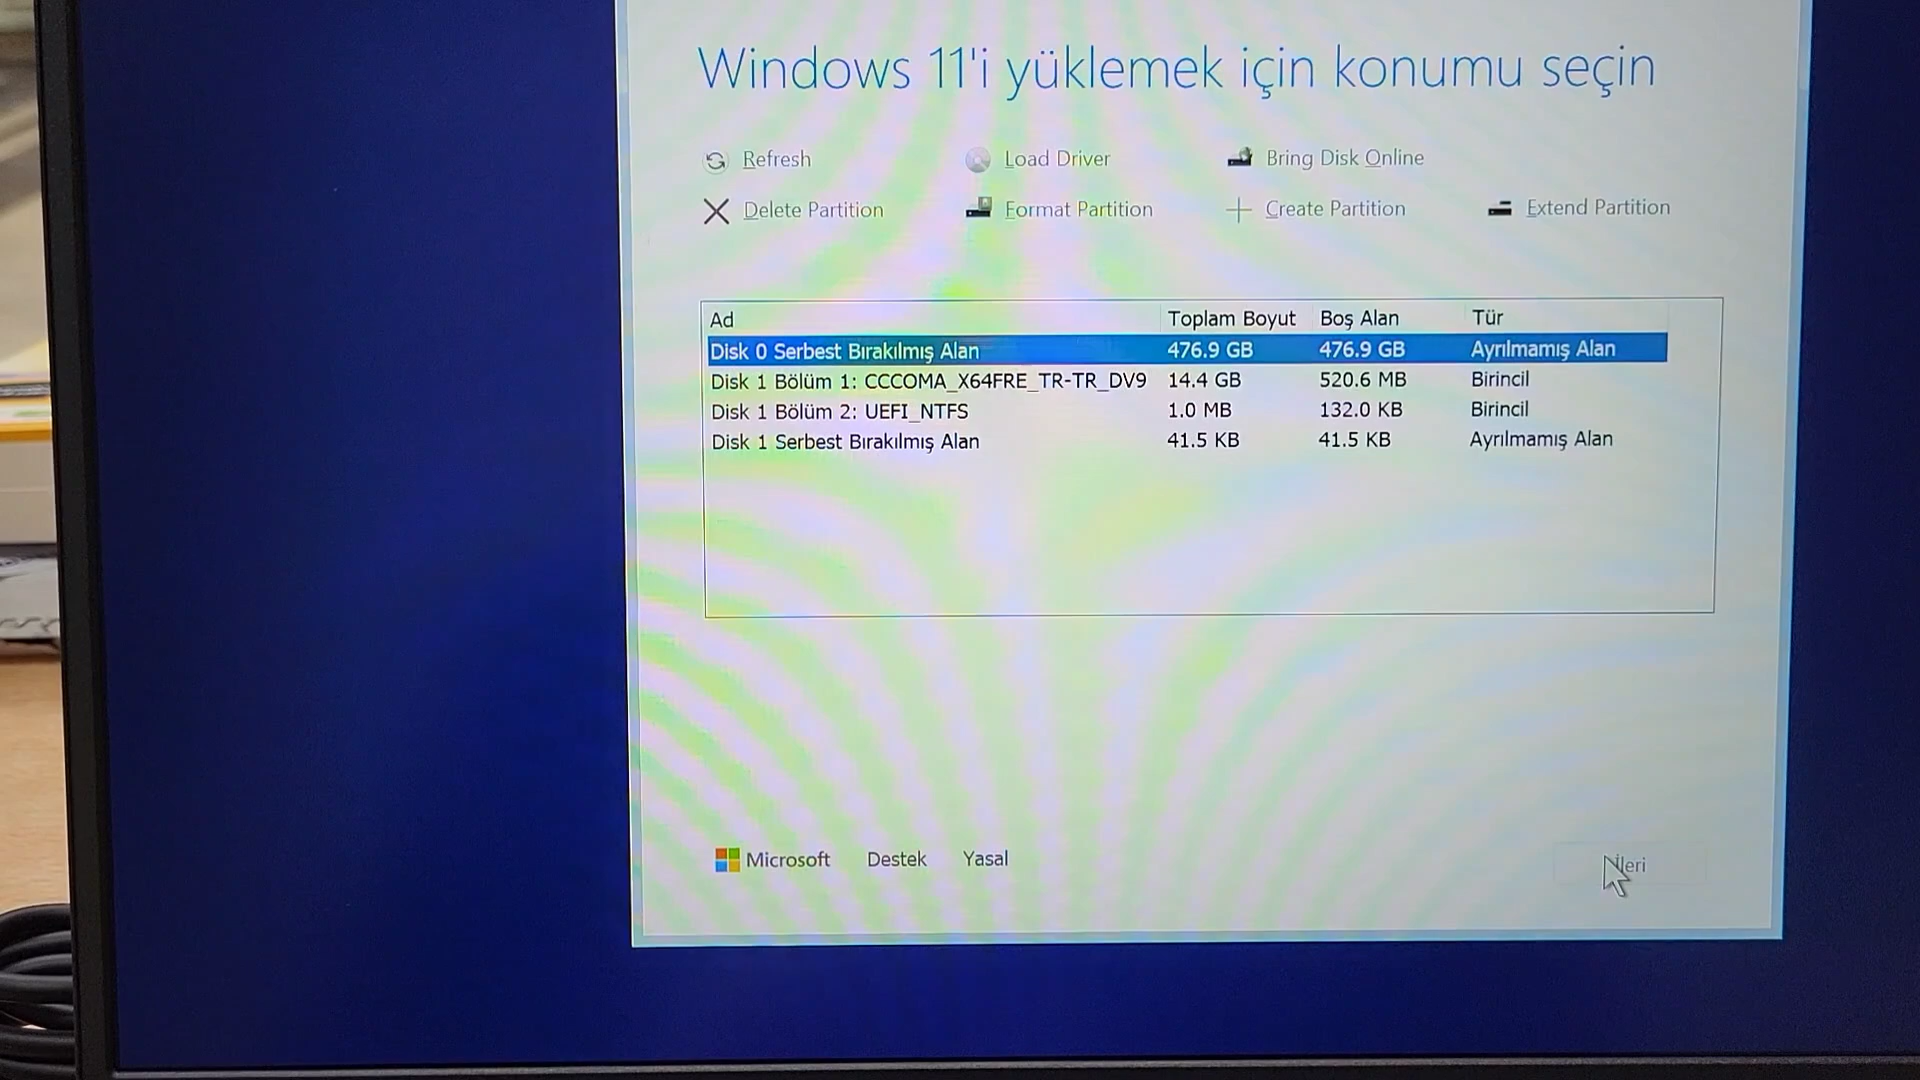 Windows 11'i yüklemek için konumu seçin
Refresh Load Driver Bring Disk Online
Delete Partition Format Partition Create Partition Extend Partition
Ad Toplam Boyut Boş Alan Tür
Disk 0 Serbest Bırakılmış Alan 476.9 GB 476.9 GB Ayrılmamış Alan
Disk 1 Bölüm 1: CCCOMA_X64FRE_TR-TR_DV9 14.4 GB 520.6 MB Birincil
Disk 1 Bölüm 2: UEFI_NTFS 1.0 MB 132.0 KB Birincil
Disk 1 Serbest Bırakılmış Alan 41.5 KB 41.5 KB Ayrılmamış Alan
Microsoft Destek Yasal İleri